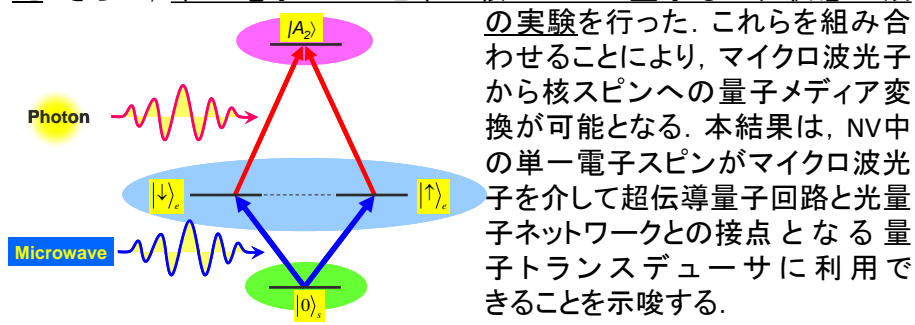 の実験を行った. これらを組み合
わせることにより, マイクロ波光子
から核スピンへの量子メディア変
換が可能となる. 本結果は, NV中
の単一電子スピンがマイクロ波光
子を介して超伝導量子回路と光量
子ネットワークとの接点 と な る 量
子トランスデューサに利用で
きることを示唆する.
|A₂⟩
Photon
|↓⟩ₑ
|↑⟩ₑ
Microwave
|0⟩ₛ